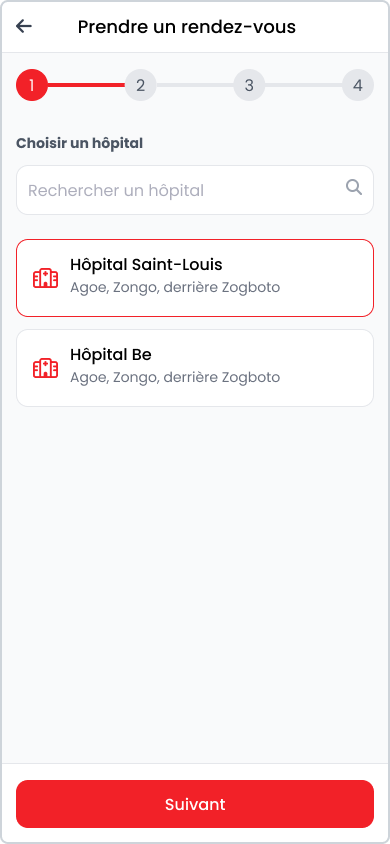 Prendre un rendez-vous
1 2 3 4
Choisir un hôpital
Rechercher un hôpital
Hôpital Saint-Louis
Agoe, Zongo, derrière Zogboto
Hôpital Be
Agoe, Zongo, derrière Zogboto
Suivant